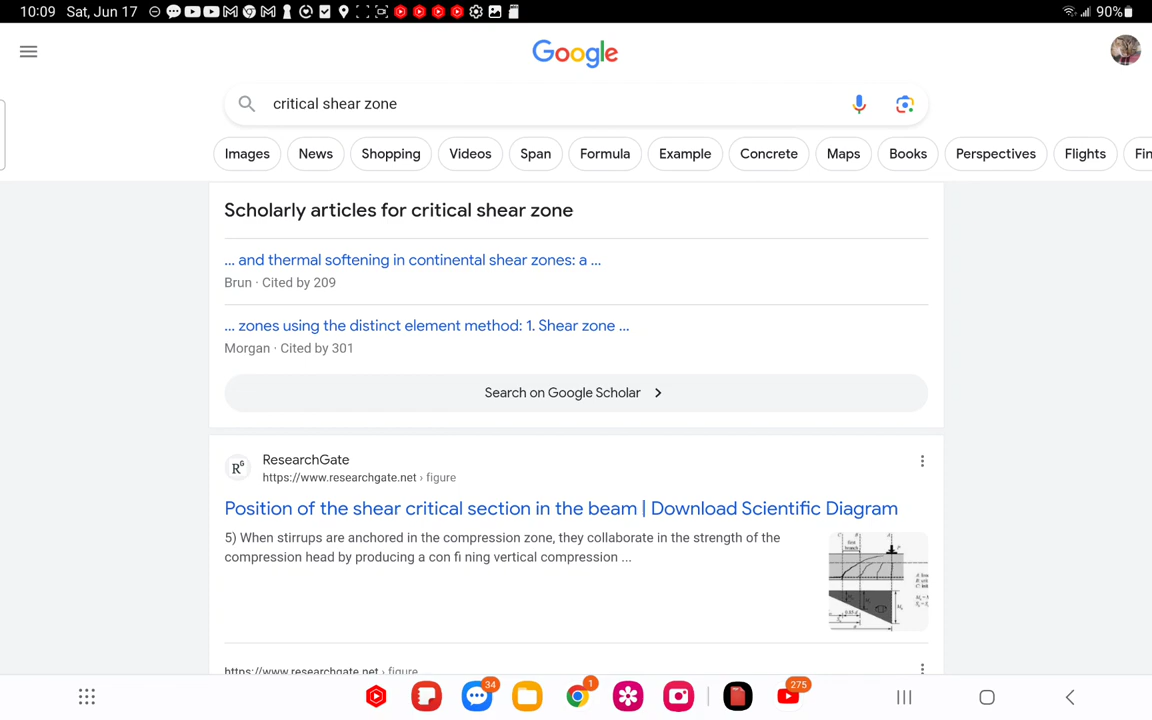 10:09 Sat, Jun 17 90%
Google
critical shear zone
Images News Shopping Videos Span Formula Example Concrete Maps Books Perspectives Flights Fin
Scholarly articles for critical shear zone
... and thermal softening in continental shear zones: a ...
Brun · Cited by 209
... zones using the distinct element method: 1. Shear zone ...
Morgan · Cited by 301
Search on Google Scholar
ResearchGate
https://www.researchgate.net › figure
Position of the shear critical section in the beam | Download Scientific Diagram
5) When stirrups are anchored in the compression zone, they collaborate in the strength of the
compression head by producing a con fi ning vertical compression ...
https://www.researchgate.net › figure
34 1 275